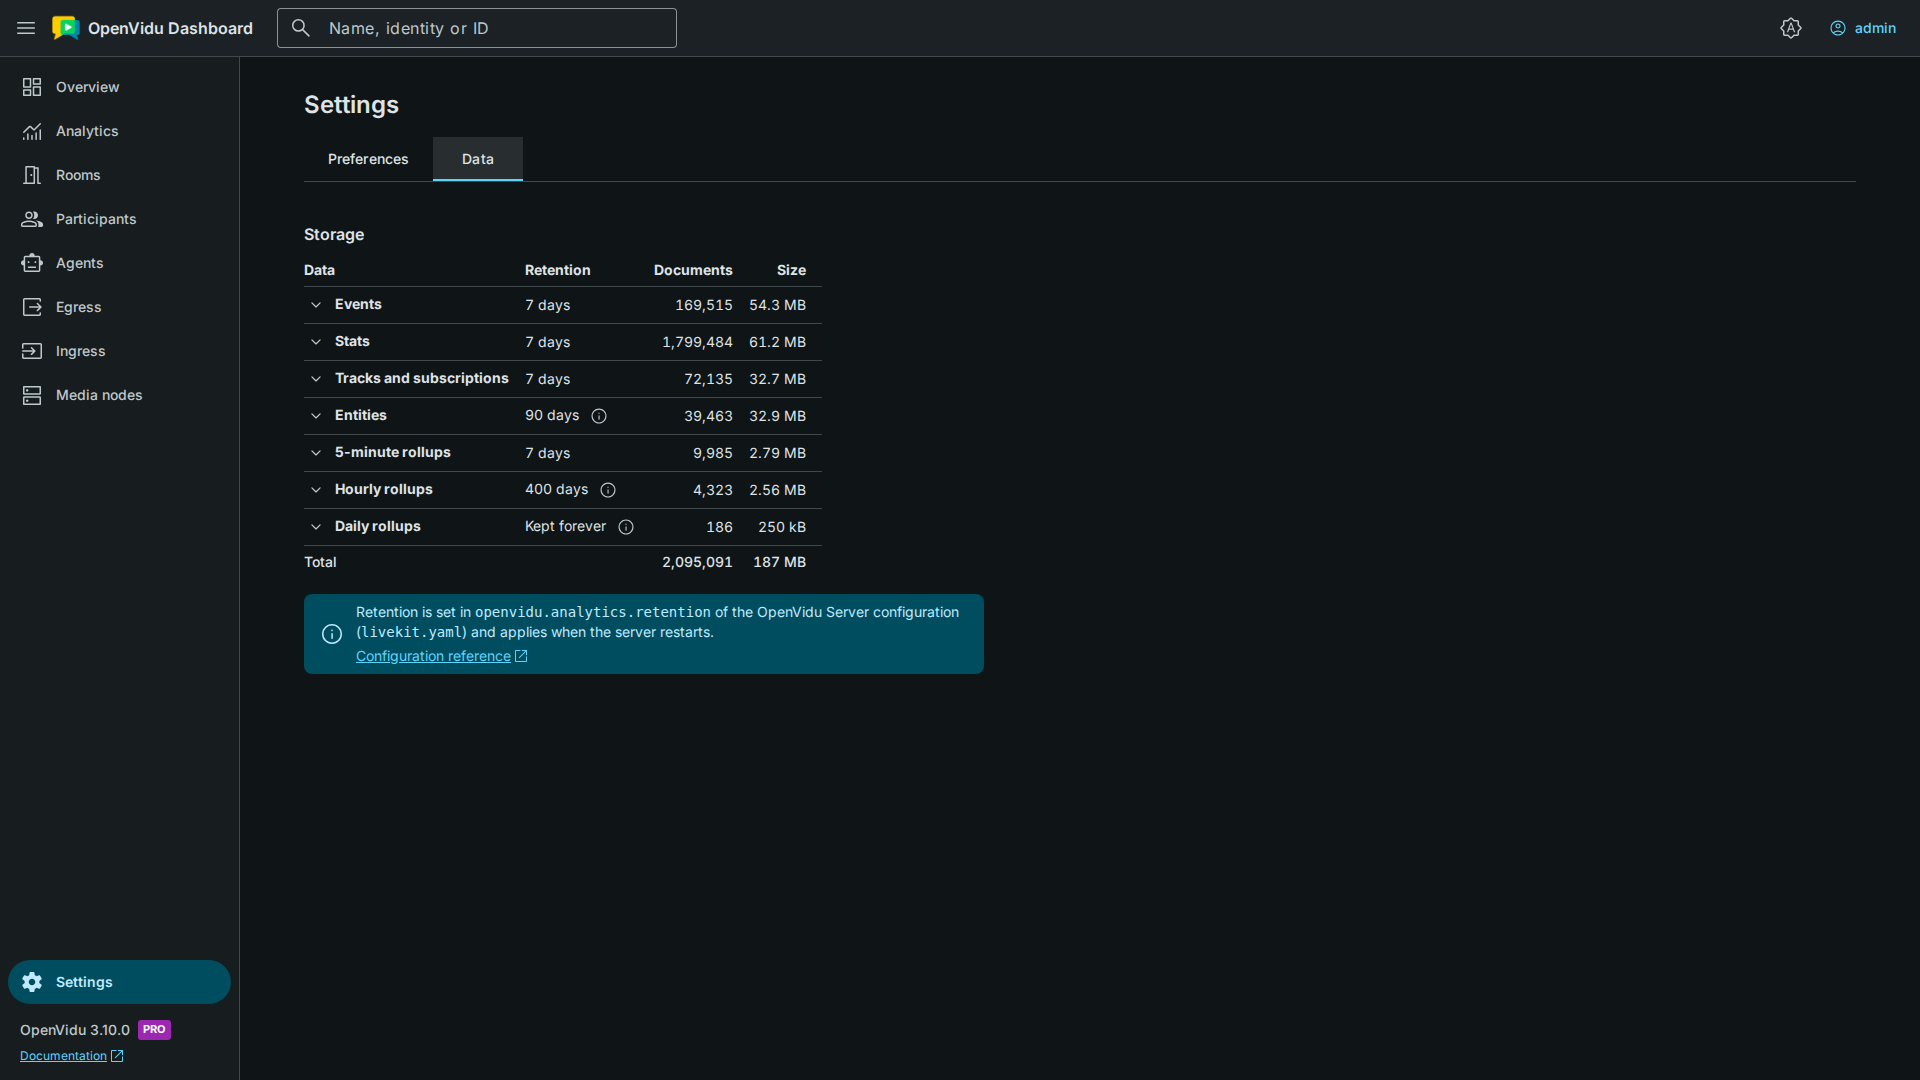 OpenVidu Dashboard
Name, identity or ID
admin
Overview
Analytics
Rooms
Participants
Agents
Egress
Ingress
Media nodes
Settings
OpenVidu 3.10.0 PRO
Documentation
Settings
Preferences Data
Storage
Data Retention Documents Size
Events 7 days 169,515 54.3 MB
Stats 7 days 1,799,484 61.2 MB
Tracks and subscriptions 7 days 72,135 32.7 MB
Entities 90 days 39,463 32.9 MB
5-minute rollups 7 days 9,985 2.79 MB
Hourly rollups 400 days 4,323 2.56 MB
Daily rollups Kept forever 186 250 kB
Total 2,095,091 187 MB
Retention is set in openvidu.analytics.retention of the OpenVidu Server configuration
(livekit.yaml) and applies when the server restarts.
Configuration reference